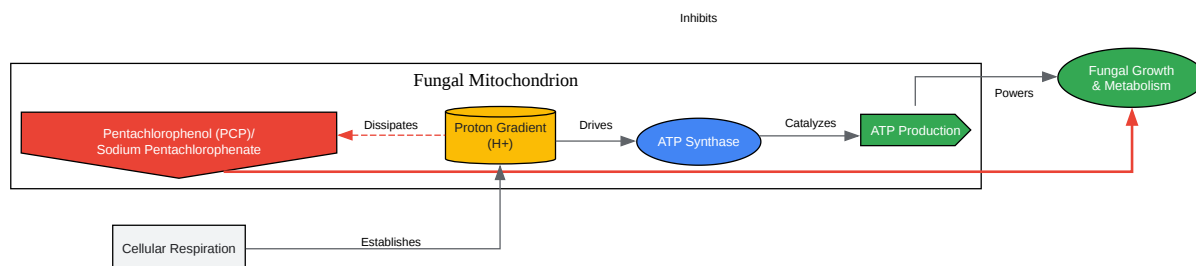 Inhibits
Fungal Mitochondrion
Fungal Growth
& Metabolism
Powers
Pentachlorophenol (PCP)/
Sodium Pentachlorophenate
Dissipates
Proton Gradient
(H+)
Drives
ATP Synthase
Catalyzes
ATP Production
Cellular Respiration
Establishes